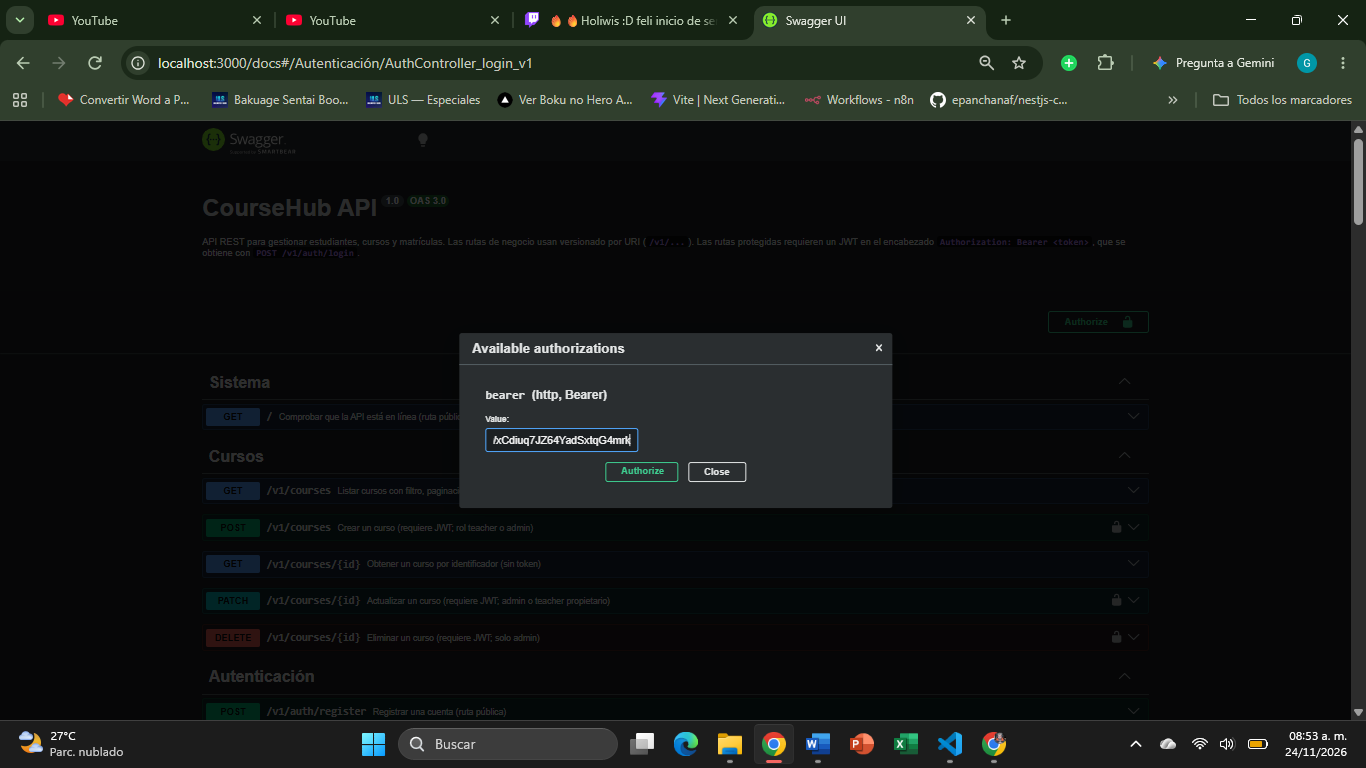 YouTube
YouTube
🔥🔥Holiwis :D feli inicio de se
Swagger UI
localhost:3000/docs#/Autenticación/AuthController_login_v1
Pregunta a Gemini
G
Convertir Word a P...
Bakuage Sentai Boo...
ULS — Especiales
Ver Boku no Hero A...
Vite | Next Generati...
Workflows - n8n
epanchanaf/nestjs-c...
»
Todos los marcadores
Swagger.
Supported by SMARTBEAR
CourseHub API 1.0 OAS 3.0
API REST para gestionar estudiantes, cursos y matrículas. Las rutas de negocio usan versionado por URI ( /v1/... ). Las rutas protegidas requieren un JWT en el encabezado Authorization: Bearer <token> , que se
obtiene con POST /v1/auth/login .
Authorize
Available authorizations
bearer (http, Bearer)
Value:
/xCdiuq7JZ64YadSxtqG4mrk
Authorize
Close
Sistema
GET / Comprobar que la API está en línea (ruta públic
Cursos
GET /v1/courses Listar cursos con filtro, paginaci
POST /v1/courses Crear un curso (requiere JWT; rol teacher o admin)
GET /v1/courses/{id} Obtener un curso por identificador (sin token)
PATCH /v1/courses/{id} Actualizar un curso (requiere JWT; admin o teacher propietario)
DELETE /v1/courses/{id} Eliminar un curso (requiere JWT; solo admin)
Autenticación
POST /v1/auth/register Registrar una cuenta (ruta pública)
27°C
Parc. nublado
Buscar
08:53 a. m.
24/11/2026